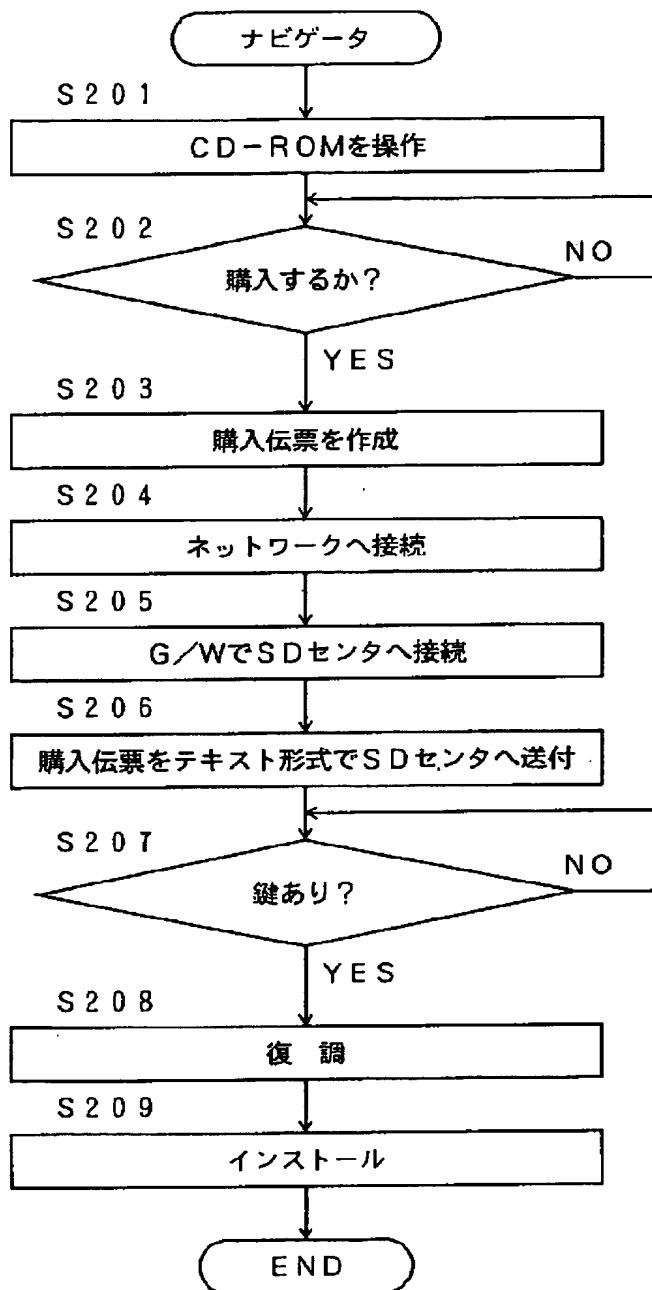 ナビゲータ
S201
CD-ROMを操作
S202
購入するか?
NO
YES
S203
購入伝票を作成
S204
ネットワークへ接続
S205
G/WでSDセンタへ接続
S206
購入伝票をテキスト形式でSDセンタへ送付
S207
鍵あり?
NO
YES
S208
復 調
S209
インストール
END